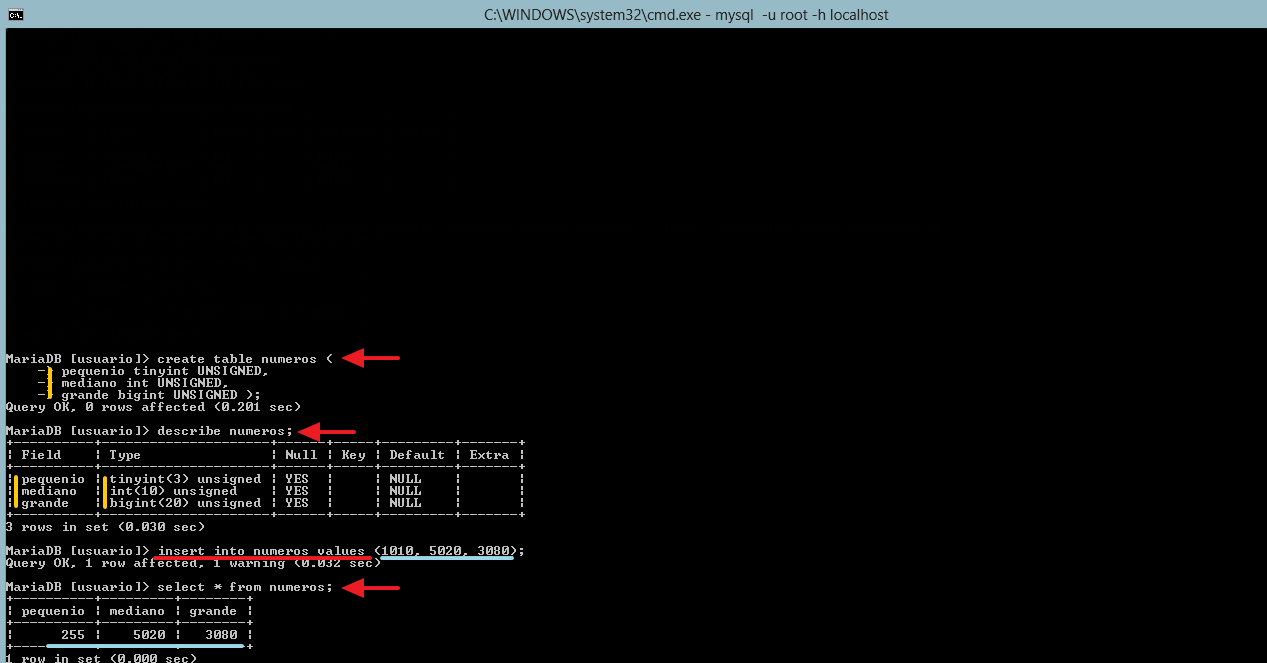 C:\WINDOWS\system32\cmd.exe - mysql  -u root -h localhost
MariaDB [usuario]> create table numeros (
    -> pequenio tinyint UNSIGNED,
    -> mediano int UNSIGNED,
    -> grande bigint UNSIGNED );
Query OK, 0 rows affected (0.201 sec)
MariaDB [usuario]> describe numeros;
+----------+---------------------+------+-----+---------+-------+
| Field    | Type                | Null | Key | Default | Extra |
+----------+---------------------+------+-----+---------+-------+
| pequenio | tinyint(3) unsigned | YES  |     | NULL    |       |
| mediano  | int(10) unsigned    | YES  |     | NULL    |       |
| grande   | bigint(20) unsigned | YES  |     | NULL    |       |
+----------+---------------------+------+-----+---------+-------+
3 rows in set (0.030 sec)
MariaDB [usuario]> insert into numeros values (1010, 5020, 3080);
Query OK, 1 row affected, 1 warning (0.032 sec)
MariaDB [usuario]> select * from numeros;
+----------+---------+--------+
| pequenio | mediano | grande |
+----------+---------+--------+
|      255 |    5020 |   3080 |
+----------+---------+--------+
1 row in set (0.000 sec)